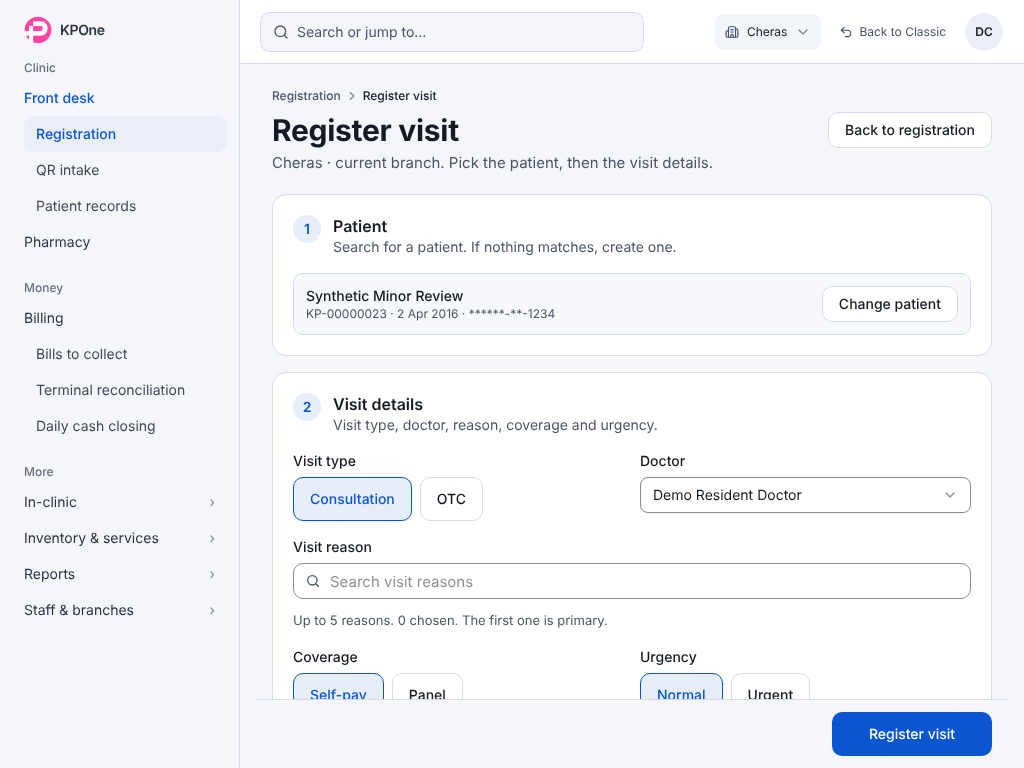 KPOne
Clinic
Front desk
Registration
QR intake
Patient records
Pharmacy
Money
Billing
Bills to collect
Terminal reconciliation
Daily cash closing
More
In-clinic
Inventory & services
Reports
Staff & branches
Search or jump to...
Cheras
Back to Classic
DC
Registration > Register visit
Register visit
Back to registration
Cheras · current branch. Pick the patient, then the visit details.
1
Patient
Search for a patient. If nothing matches, create one.
Synthetic Minor Review
KP-00000023 · 2 Apr 2016 · ******-**-1234
Change patient
2
Visit details
Visit type, doctor, reason, coverage and urgency.
Visit type
Consultation
OTC
Doctor
Demo Resident Doctor
Visit reason
Search visit reasons
Up to 5 reasons. 0 chosen. The first one is primary.
Coverage
Self-pay
Panel
Urgency
Normal
Urgent
Register visit